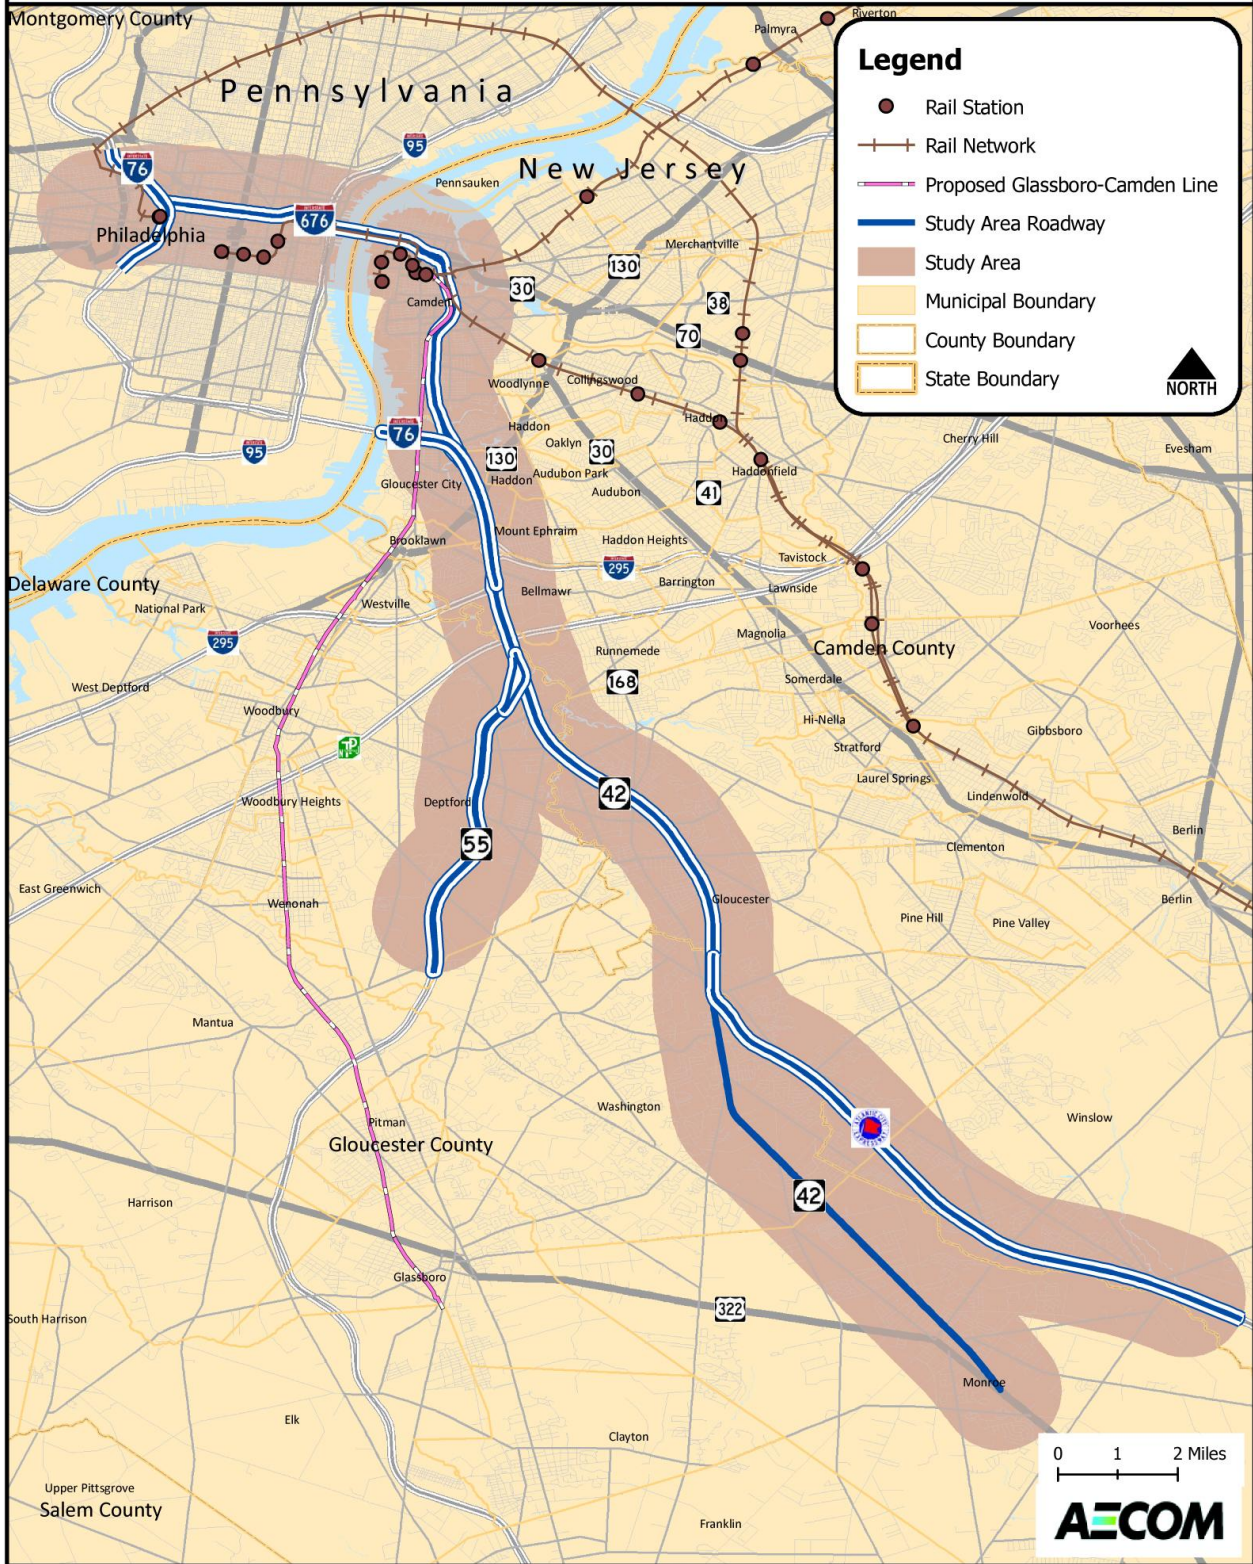 Montgomery County
Riverton
Palmyra
Pennsylvania
95
New Jersey
76
Pennsauken
676
Philadelphia
Merchantville
130
30
38
Camden
70
Legend
Rail Station
Rail Network
Proposed Glassboro-Camden Line
Study Area Roadway
Study Area
Municipal Boundary
County Boundary
State Boundary
NORTH
Woodlynne
Collingswood
Haddon
Haddon
76
Cherry Hill
Evesham
95
Oaklyn
30
130
Haddon
Audubon Park
Haddonfield
Gloucester City
Audubon
41
Mount Ephraim
Brooklawn
Haddon Heights
Tavistock
295
Delaware County
Barrington
Lawnside
National Park
Westville
Bellmawr
295
Magnolia
Voorhees
Runnemede
Camden County
168
Somerdale
West Deptford
Woodbury
Hi-Nella
Gibbsboro
Stratford
Laurel Springs
Woodbury Heights
Deptford
42
Lindenwold
55
Berlin
Clementon
East Greenwich
Wenonah
Gloucester
Berlin
Pine Hill
Pine Valley
Mantua
Washington
Winslow
Pitman
ATLANTIC CITY
EXPRESSWAY
Gloucester County
42
Harrison
Glassboro
322
South Harrison
Monroe
Elk
Clayton
0 1 2 Miles
Upper Pittsgrove
Salem County
Franklin
AECOM